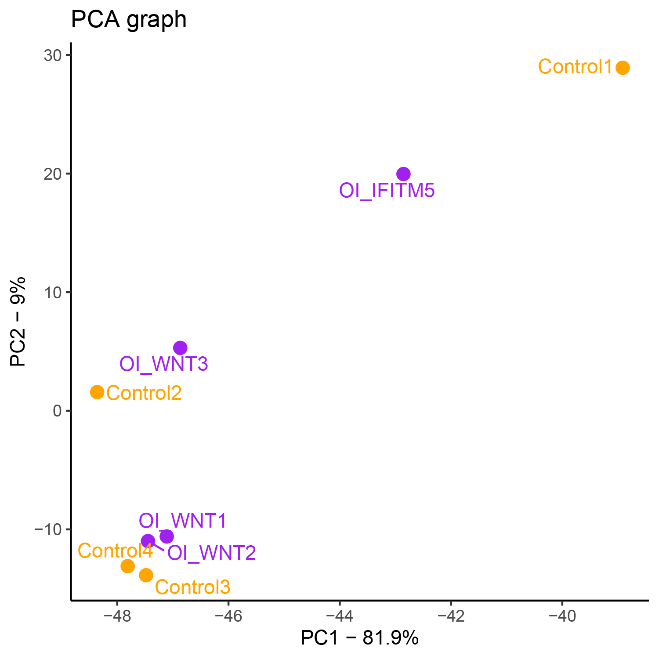 PCA graph
30
Control1
20
OI_IFITM5
10
OI_WNT3
Control2
0
PC2 − 9%
−10
OI_WNT1
Control4
OI_WNT2
Control3
−48
−46
−44
−42
−40
PC1 − 81.9%